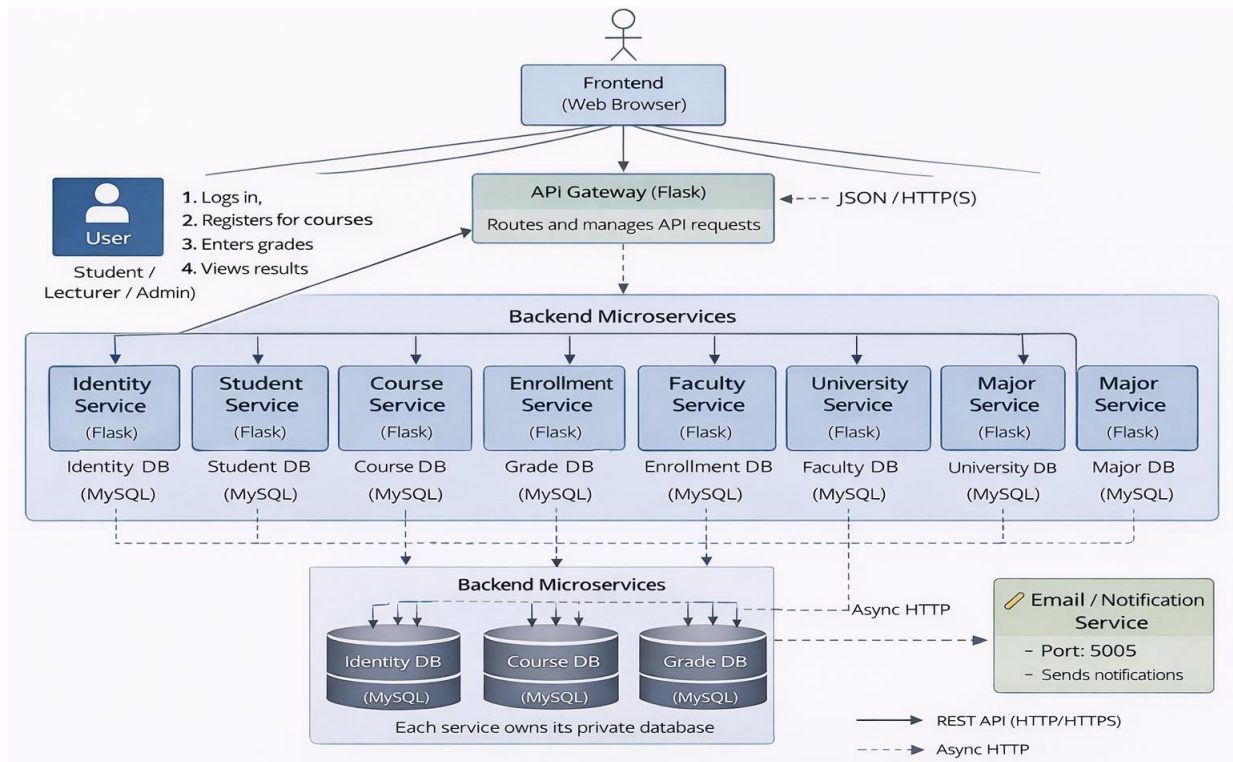 Frontend
(Web Browser)
API Gateway (Flask)
Routes and manages API requests
JSON / HTTP(S)
User
Student /
Lecturer / Admin)
1. Logs in,
2. Registers for courses
3. Enters grades
4. Views results
Backend Microservices
Identity
Service
(Flask)
Identity DB
(MySQL)
Student
Service
(Flask)
Student DB
(MySQL)
Course
Service
(Flask)
Course DB
(MySQL)
Enrollment
Service
(Flask)
Grade DB
(MySQL)
Faculty
Service
(Flask)
Enrollment DB
(MySQL)
University
Service
(Flask)
Faculty DB
(MySQL)
Major
Service
(Flask)
University DB
(MySQL)
Major
Service
(Flask)
Major DB
(MySQL)
Backend Microservices
Identity DB
(MySQL)
Course DB
(MySQL)
Grade DB
(MySQL)
Each service owns its private database
Async HTTP
Email / Notification
Service
- Port: 5005
- Sends notifications
REST API (HTTP/HTTPS)
Async HTTP